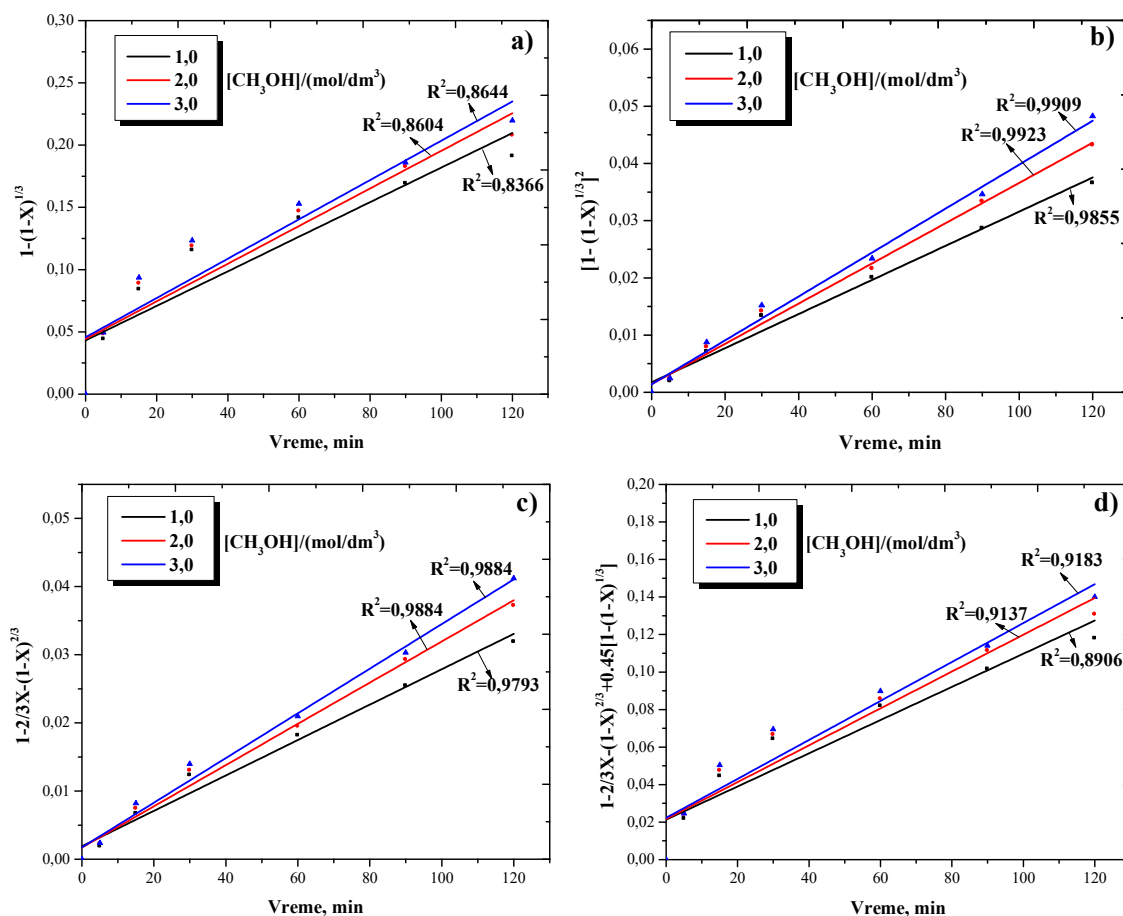 a)
1,0
2,0
3,0
[CH₃OH]/(mol/dm³)
R²=0,8644
R²=0,8604
R²=0,8366
1-(1-X)^1/3
0,30
0,25
0,20
0,15
0,10
0,05
0,00
0 20 40 60 80 100 120
Vreme, min
b)
1,0
2,0
3,0
[CH₃OH]/(mol/dm³)
R²=0,9909
R²=0,9923
R²=0,9855
[1- (1-X)^1/3]²
0,06
0,05
0,04
0,03
0,02
0,01
0,00
0 20 40 60 80 100 120
Vreme, min
c)
1,0
2,0
3,0
[CH₃OH]/(mol/dm³)
R²=0,9884
R²=0,9884
R²=0,9793
1-2/3X-(1-X)^2/3
0,05
0,04
0,03
0,02
0,01
0,00
0 20 40 60 80 100 120
Vreme, min
d)
1,0
2,0
3,0
[CH₃OH]/(mol/dm³)
R²=0,9183
R²=0,9137
R²=0,8906
1-2/3X-(1-X)^2/3+0.45[1-(1-X)^1/3]
0,20
0,18
0,16
0,14
0,12
0,10
0,08
0,06
0,04
0,02
0,00
0 20 40 60 80 100 120
Vreme, min